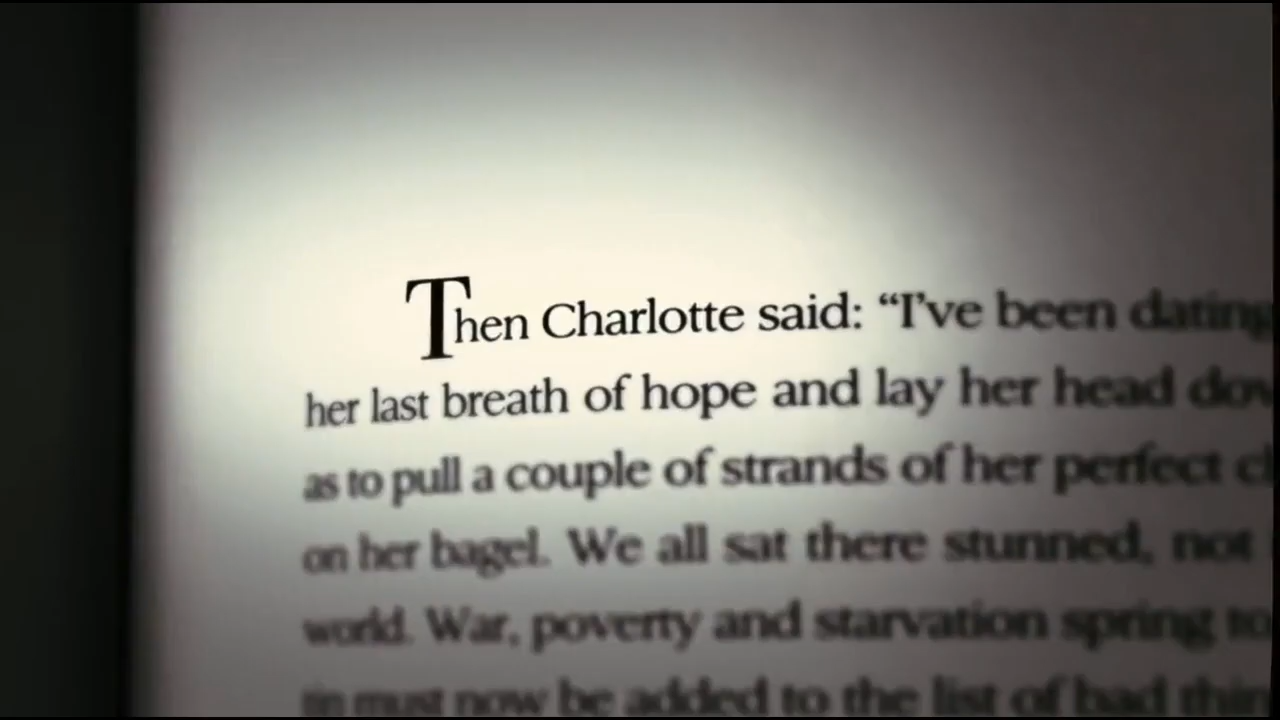 Then Charlotte said: “I’ve been dating
her last breath of hope and lay her head
as to pull a couple of strands of her perfect
on her bagel. We all sat there stunned, not
world. War, poverty and starvation spring to
must now be added to the list of bad